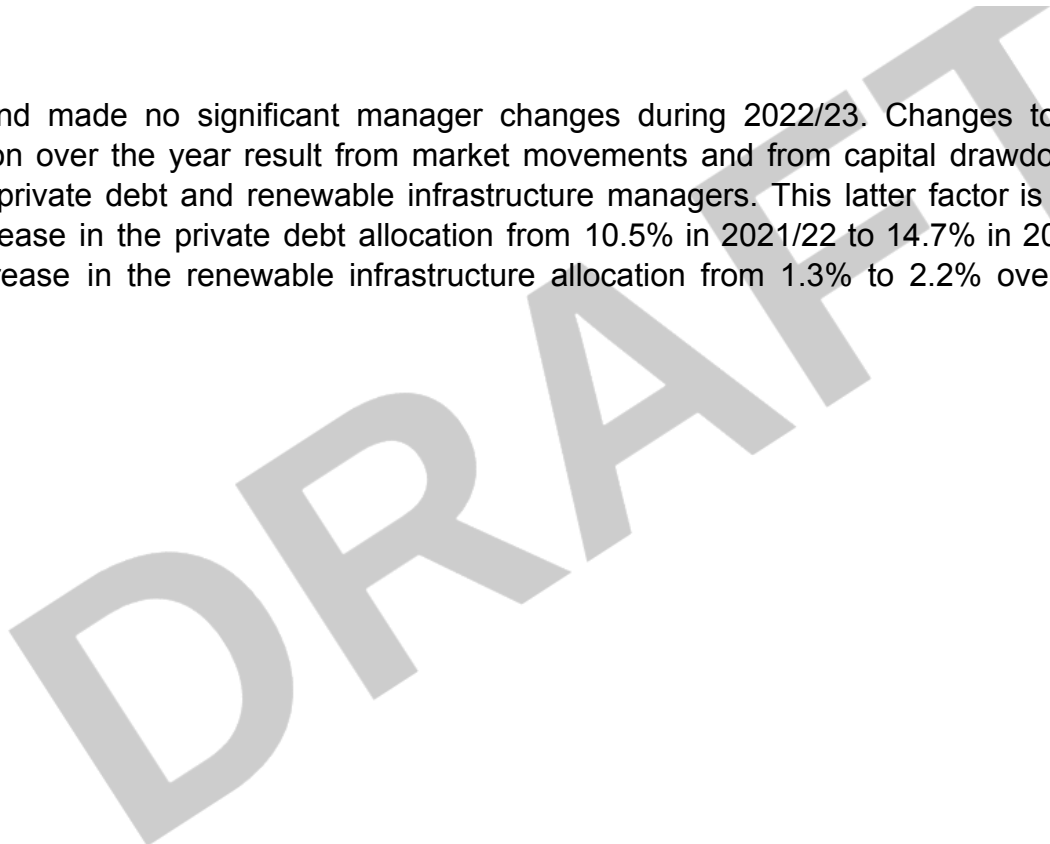 nd made no significant manager changes during 2022/23. Changes to
on over the year result from market movements and from capital drawdo
private debt and renewable infrastructure managers. This latter factor is
ease in the private debt allocation from 10.5% in 2021/22 to 14.7% in 20
rease in the renewable infrastructure allocation from 1.3% to 2.2% ove
DRAFT